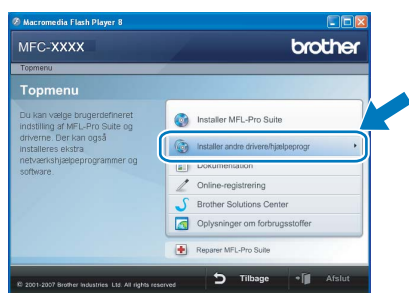 Macromedia Flash Player 8
MFC-XXXX
brother
Topmenu
Topmenu
Du kan vælge brugerdefineret
indstilling af MFL-Pro Suite og
driverne. Der kan også
installeres ekstra
netværkshjælpeprogrammer og
software.
Installer MFL-Pro Suite
Installer andre drivere/hjælpeprogr
Dokumentation
Online-registrering
Brother Solutions Center
Oplysninger om forbrugsstoffer
Reparer MFL-Pro Suite
© 2001-2007 Brother Industries Ltd. All rights reserved
Tilbage
Afslut